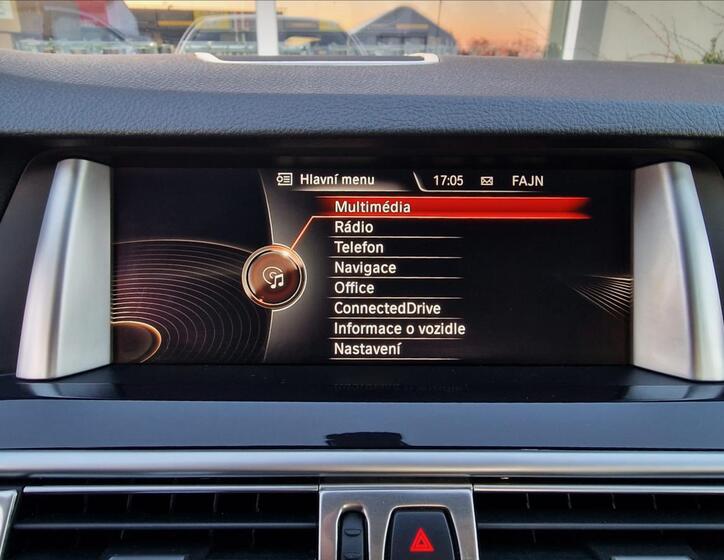 Hlavní menu 17:05 FAJN
Multimédia
Rádio
Telefon
Navigace
Office
ConnectedDrive
Informace o vozidle
Nastavení